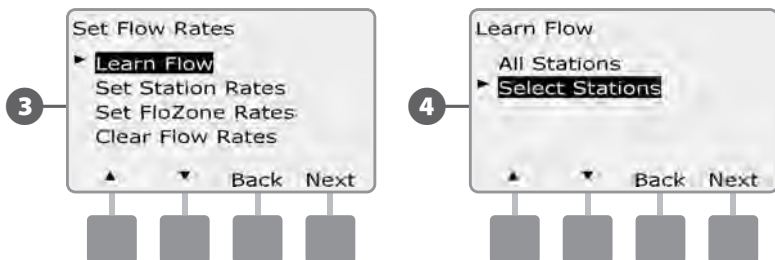 3
Set Flow Rates
► Learn Flow
Set Station Rates
Set FloZone Rates
Clear Flow Rates
▲ ▼ Back Next
4
Learn Flow
All Stations
► Select Stations
▲ ▼ Back Next